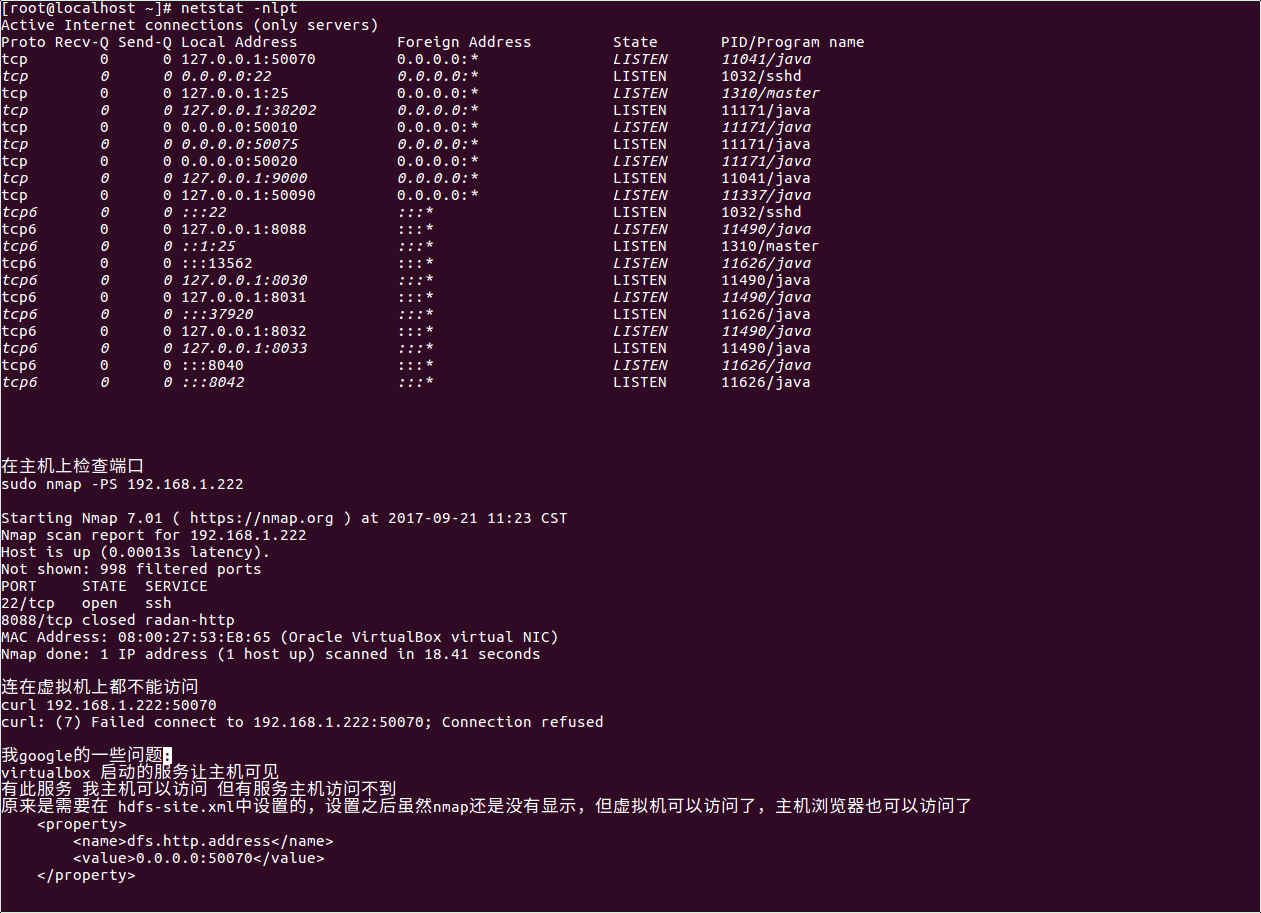 [root@localhost ~]# netstat -nlpt
Active Internet connections (only servers)
Proto Recv-Q Send-Q Local Address           Foreign Address         State       PID/Program name
tcp        0      0 127.0.0.1:50070         0.0.0.0:*               LISTEN      11041/java
tcp        0      0 0.0.0.0:22              0.0.0.0:*               LISTEN      1032/sshd
tcp        0      0 127.0.0.1:25            0.0.0.0:*               LISTEN      1310/master
tcp        0      0 127.0.0.1:38202         0.0.0.0:*               LISTEN      11171/java
tcp        0      0 0.0.0.0:50010           0.0.0.0:*               LISTEN      11171/java
tcp        0      0 0.0.0.0:50075           0.0.0.0:*               LISTEN      11171/java
tcp        0      0 0.0.0.0:50020           0.0.0.0:*               LISTEN      11171/java
tcp        0      0 127.0.0.1:9000          0.0.0.0:*               LISTEN      11041/java
tcp        0      0 127.0.0.1:50090         0.0.0.0:*               LISTEN      11337/java
tcp6       0      0 :::22                   :::*                    LISTEN      1032/sshd
tcp6       0      0 127.0.0.1:8088          :::*                    LISTEN      11490/java
tcp6       0      0 ::1:25                  :::*                    LISTEN      1310/master
tcp6       0      0 :::13562                :::*                    LISTEN      11626/java
tcp6       0      0 127.0.0.1:8030          :::*                    LISTEN      11490/java
tcp6       0      0 127.0.0.1:8031          :::*                    LISTEN      11490/java
tcp6       0      0 :::37920                :::*                    LISTEN      11626/java
tcp6       0      0 127.0.0.1:8032          :::*                    LISTEN      11490/java
tcp6       0      0 127.0.0.1:8033          :::*                    LISTEN      11490/java
tcp6       0      0 :::8040                 :::*                    LISTEN      11626/java
tcp6       0      0 :::8042                 :::*                    LISTEN      11626/java
在主机上检查端口
sudo nmap -PS 192.168.1.222
Starting Nmap 7.01 ( https://nmap.org ) at 2017-09-21 11:23 CST
Nmap scan report for 192.168.1.222
Host is up (0.00013s latency).
Not shown: 998 filtered ports
PORT     STATE  SERVICE
22/tcp   open   ssh
8088/tcp closed radan-http
MAC Address: 08:00:27:53:E8:65 (Oracle VirtualBox virtual NIC)
Nmap done: 1 IP address (1 host up) scanned in 18.41 seconds
连在虚拟机上都不能访问
curl 192.168.1.222:50070
curl: (7) Failed connect to 192.168.1.222:50070; Connection refused
我google的一些问题:
virtualbox 启动的服务让主机可见
有此服务 我主机可以访问 但有服务主机访问不到
原来是需要在 hdfs-site.xml中设置的，设置之后虽然nmap还是没有显示，但虚拟机可以访问了，主机浏览器也可以访问了
    <property>
        <name>dfs.http.address</name>
        <value>0.0.0.0:50070</value>
    </property>